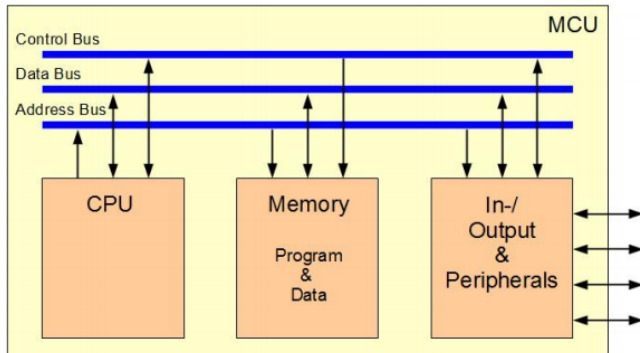 MCU
Control Bus
Data Bus
Address Bus
CPU
Memory
Program
&
Data
In-/
Output
&
Peripherals